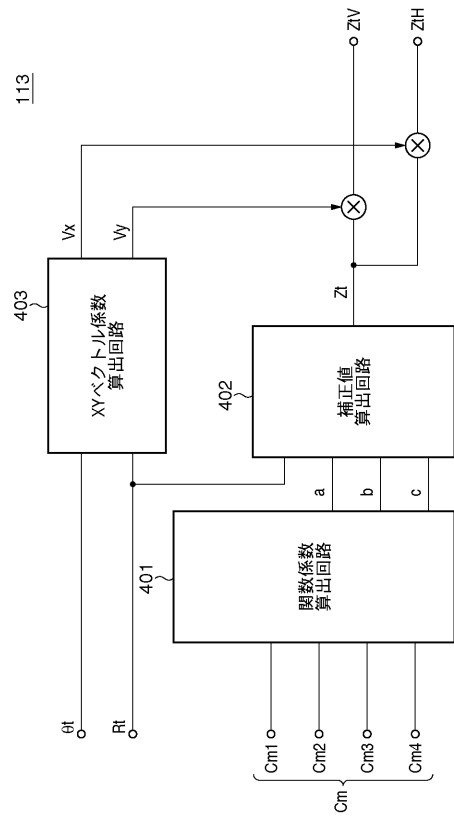 113
403
θt
Rt
XYベクトル係数
算出回路
Vx
Vy
401
402
Cm
Cm1
Cm2
Cm3
Cm4
関数係数
算出回路
a
b
c
補正値
算出回路
Zt
ZtV
ZtH